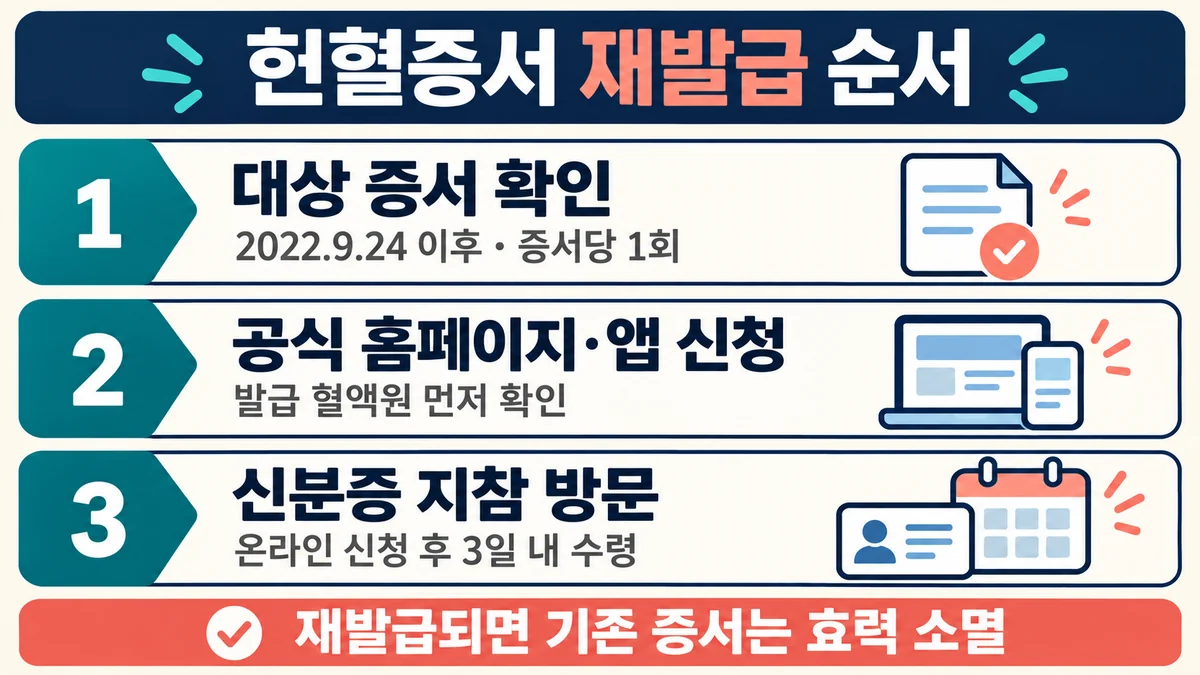 헌혈증서 재발급 순서
1
대상 증서 확인
2022.9.24 이후 · 증서당 1회
2
공식 홈페이지·앱 신청
발급 혈액원 먼저 확인
3
신분증 지참 방문
온라인 신청 후 3일 내 수령
재발급되면 기존 증서는 효력 소멸